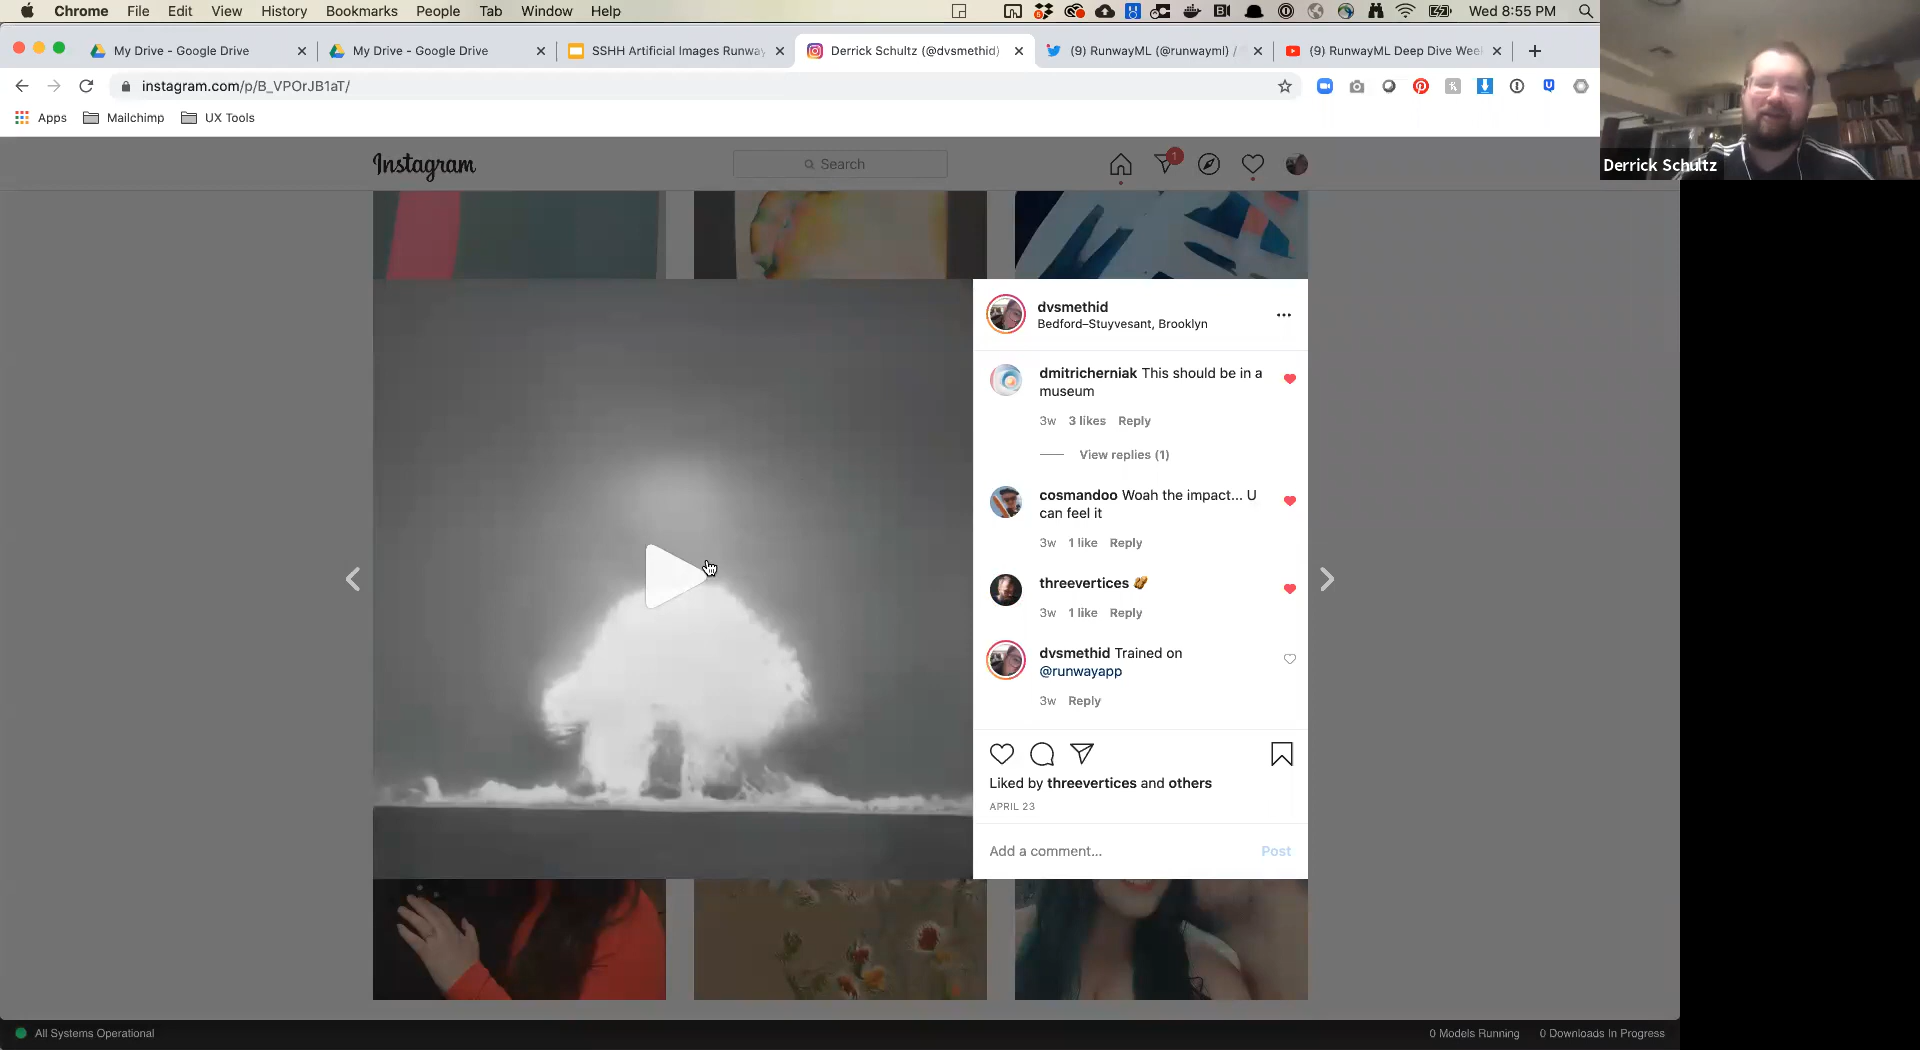 Chrome File Edit View History Bookmarks People Tab Window Help
Wed 8:55 PM
My Drive - Google Drive
My Drive - Google Drive
SSHH Artificial Images Runway
Derrick Schultz (@dvsmethid)
(9) RunwayML (@runwayml) /
(9) RunwayML Deep Dive Wee
instagram.com/p/B_VPOrJB1aT/
Apps Mailchimp UX Tools
Derrick Schultz
Instagram
Search
1
dvsmethid
Bedford–Stuyvesant, Brooklyn
dmitricherniak This should be in a
museum
3w 3 likes Reply
View replies (1)
cosmandoo Woah the impact... U
can feel it
3w 1 like Reply
threevertices
3w 1 like Reply
dvsmethid Trained on
@runwayapp
3w Reply
Liked by threevertices and others
APRIL 23
Add a comment... Post
All Systems Operational
0 Models Running 0 Downloads In Progress